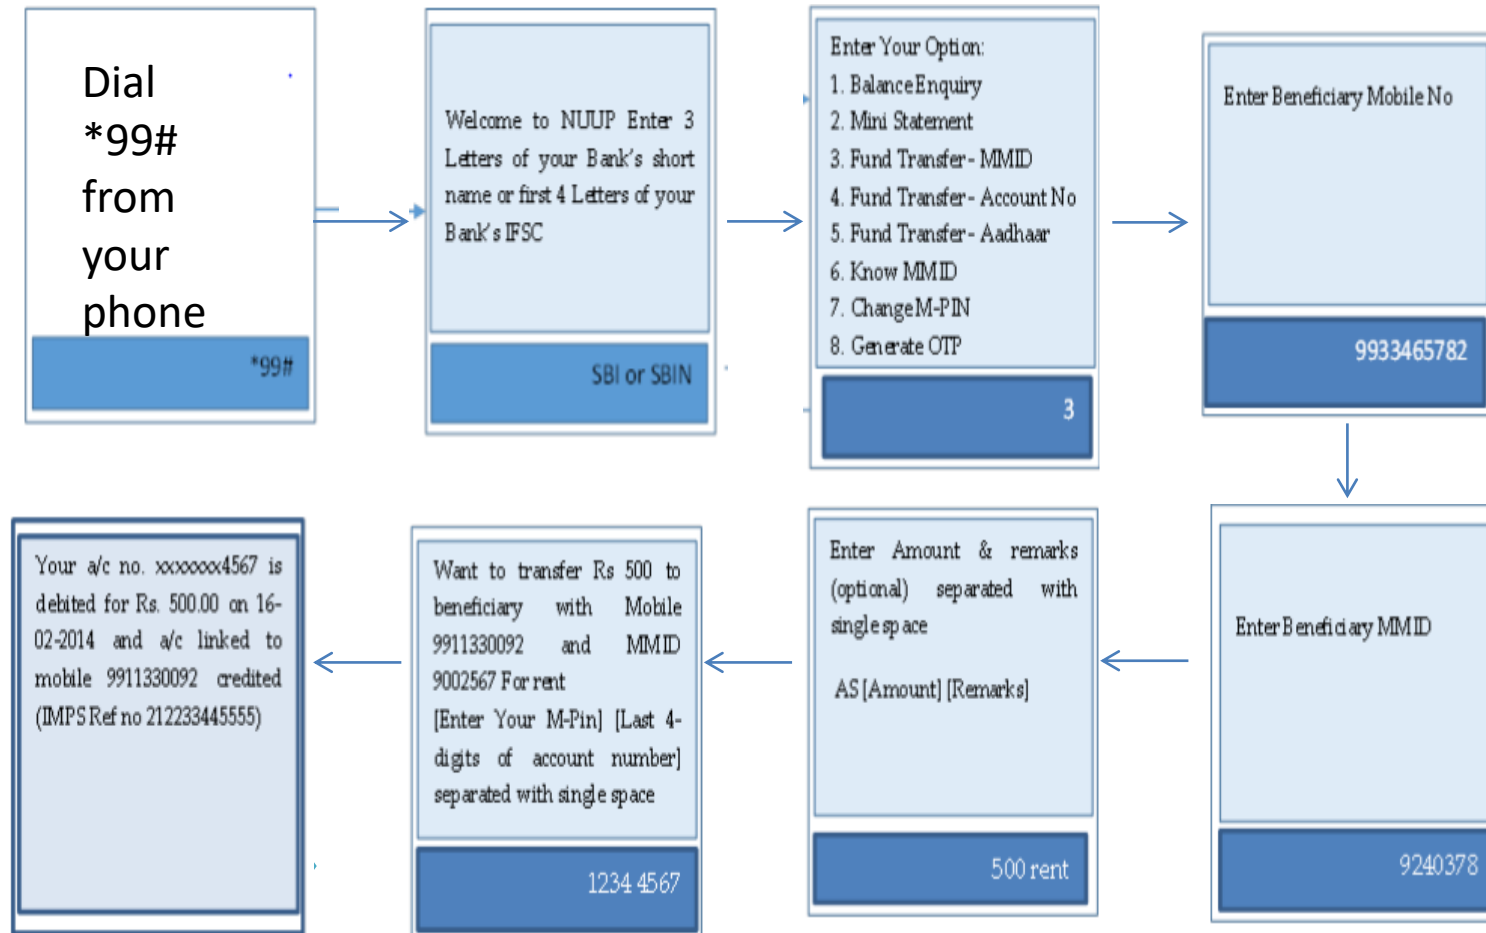 Dial
*99#
from
your
phone
*99#
Welcome to NUUP Enter 3
Letters of your Bank's short
name or first 4 Letters of your
Bank's IFSC
SBI or SBIN
Enter Your Option:
1. Balance Enquiry
2. Mini Statement
3. Fund Transfer - MMID
4. Fund Transfer - Account No
5. Fund Transfer - Aadhaar
6. Know MMID
7. Change M-PIN
8. Generate OTP
3
Enter Beneficiary Mobile No
9933465782
Enter Beneficiary MMID
9240378
Enter Amount & remarks
(optional) separated with
single space
AS [Amount] [Remarks]
500 rent
Want to transfer Rs 500 to
beneficiary with Mobile
9911330092 and MMID
9002567 For rent
[Enter Your M-Pin] [Last 4-
digits of account number]
separated with single space
1234 4567
Your a/c no. xxxxxxx4567 is
debited for Rs. 500.00 on 16-
02-2014 and a/c linked to
mobile 9911330092 credited
(IMPS Ref no 212233445555)